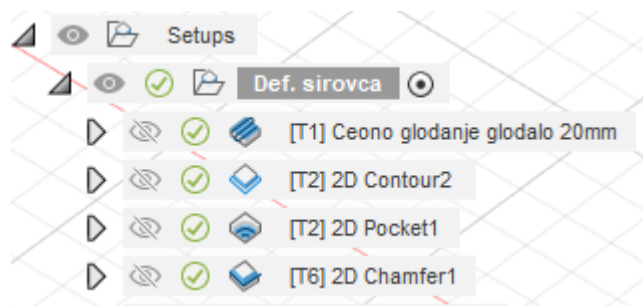 Setups
Def. sirovca
[T1] Ceono glodanje glodalo 20mm
[T2] 2D Contour2
[T2] 2D Pocket1
[T6] 2D Chamfer1